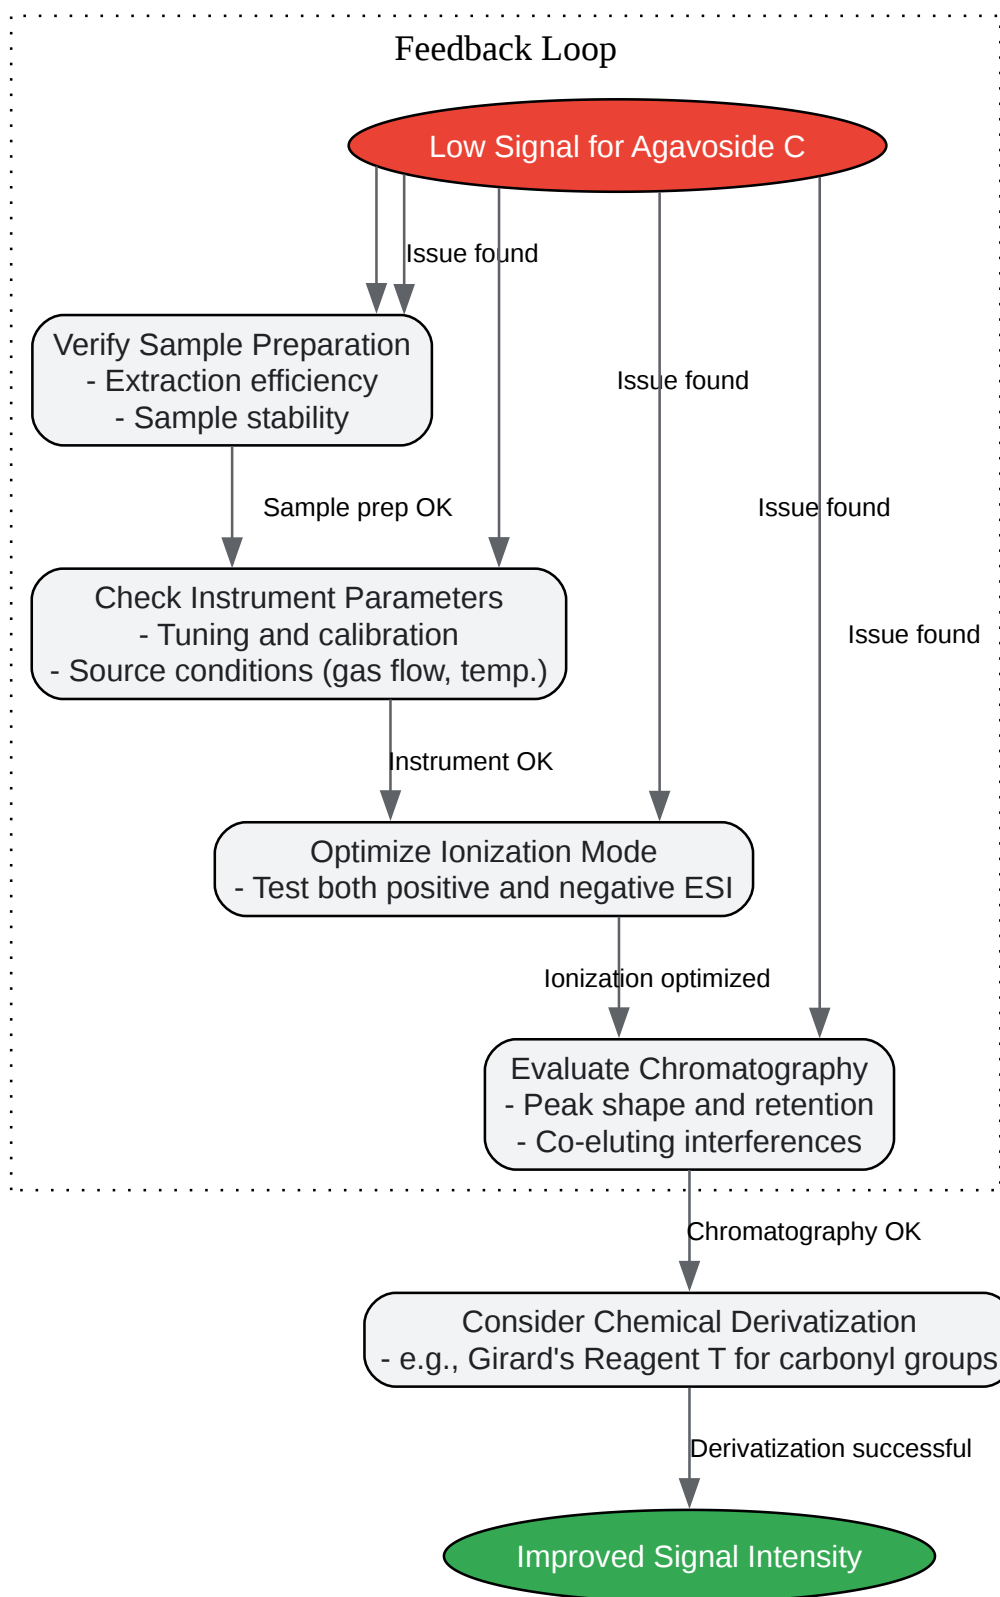 Feedback Loop
Low Signal for Agavoside C
Issue found
Verify Sample Preparation
- Extraction efficiency
- Sample stability
Issue found
Sample prep OK
Issue found
Check Instrument Parameters
- Tuning and calibration
- Source conditions (gas flow, temp.)
Issue found
Instrument OK
Optimize Ionization Mode
- Test both positive and negative ESI
Ionization optimized
Evaluate Chromatography
- Peak shape and retention
- Co-eluting interferences
Chromatography OK
Consider Chemical Derivatization
- e.g., Girard's Reagent T for carbonyl groups
Derivatization successful
Improved Signal Intensity